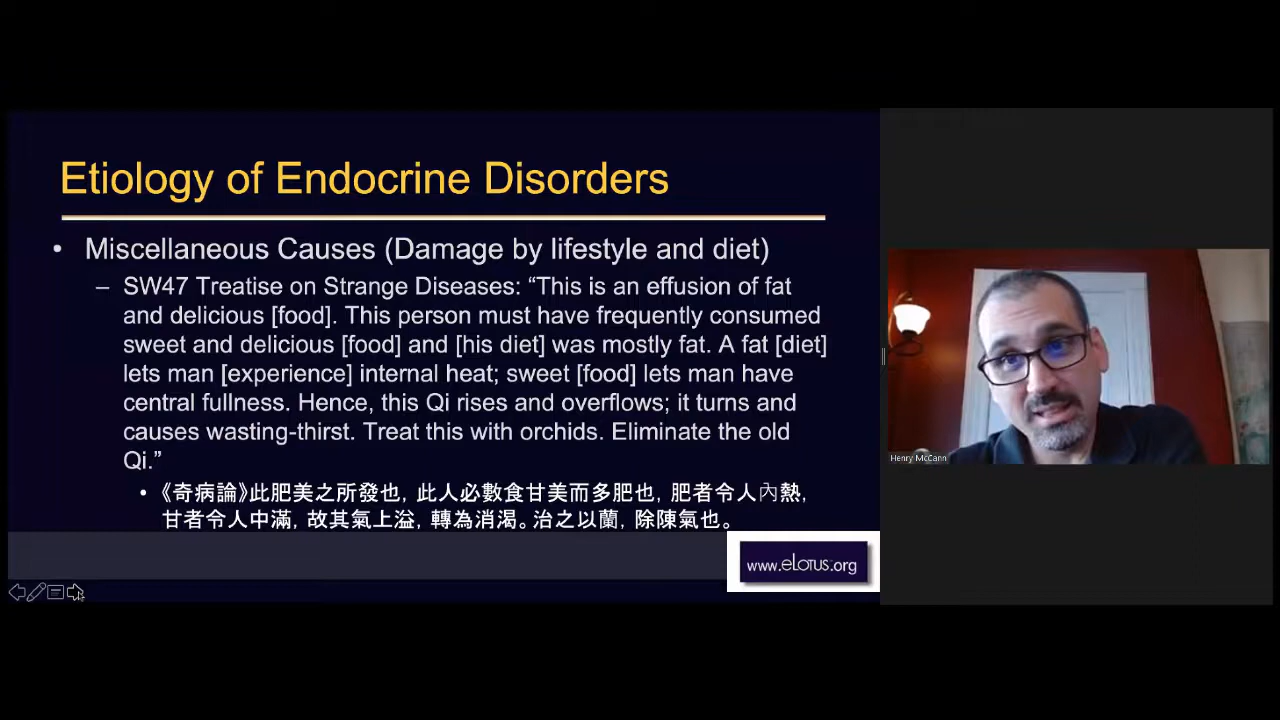 Etiology of Endocrine Disorders
• Miscellaneous Causes (Damage by lifestyle and diet)
– SW47 Treatise on Strange Diseases: “This is an effusion of fat
and delicious [food]. This person must have frequently consumed
sweet and delicious [food] and [his diet] was mostly fat. A fat [diet]
lets man [experience] internal heat; sweet [food] lets man have
central fullness. Hence, this Qi rises and overflows; it turns and
causes wasting-thirst. Treat this with orchids. Eliminate the old
Qi.”
• 《奇病論》此肥美之所發也，此人必數食甘美而多肥也，肥者令人內熱，
甘者令人中滿，故其氣上溢，轉為消渴。治之以蘭，除陳氣也。
www.eLotus.org
Henry McCann